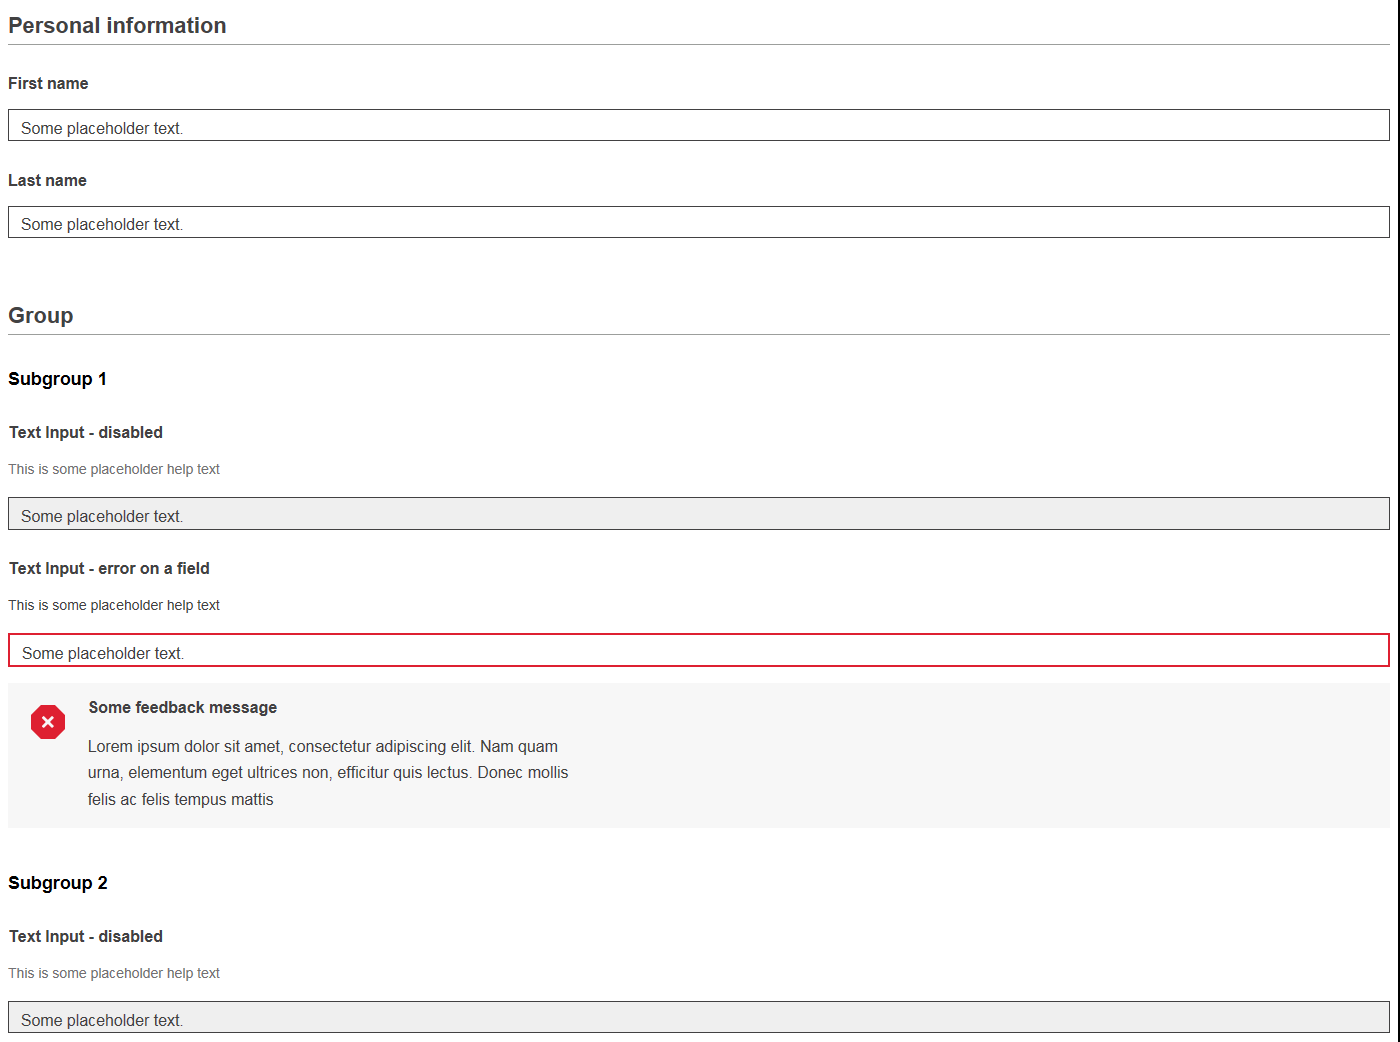 Personal information
First name
Some placeholder text.
Last name
Some placeholder text.
Group
Subgroup 1
Text Input - disabled
This is some placeholder help text
Some placeholder text.
Text Input - error on a field
This is some placeholder help text
Some placeholder text.
Some feedback message
Lorem ipsum dolor sit amet, consectetur adipiscing elit. Nam quam
urna, elementum eget ultrices non, efficitur quis lectus. Donec mollis
felis ac felis tempus mattis
Subgroup 2
Text Input - disabled
This is some placeholder help text
Some placeholder text.